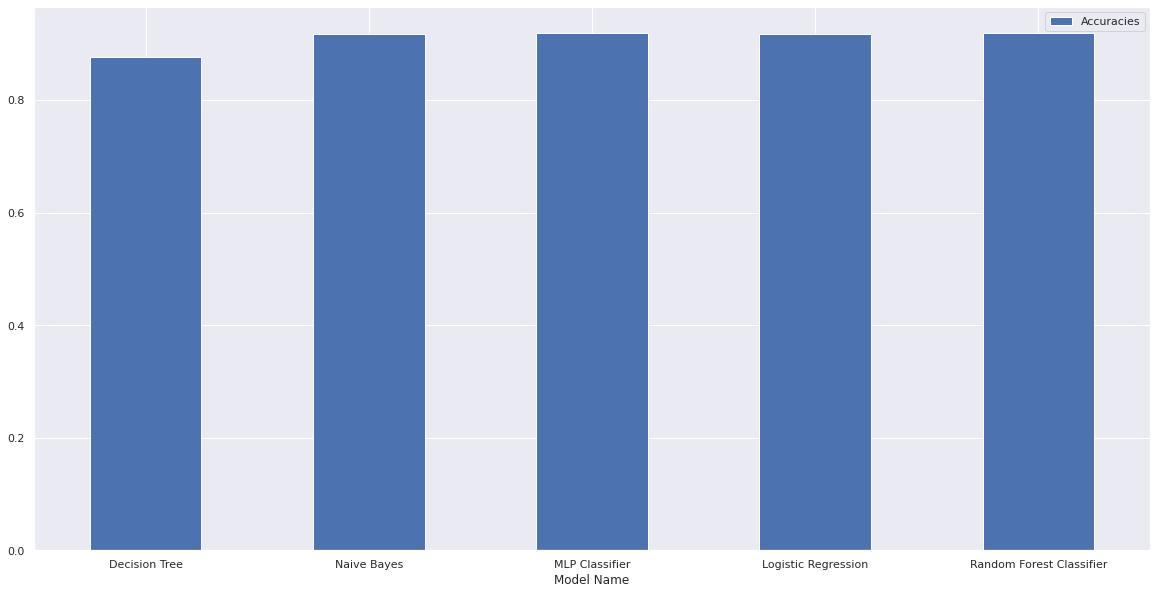 Accuracies
0.8
0.6
0.4
0.2
0.0
Decision Tree
Naive Bayes
MLP Classifier
Logistic Regression
Random Forest Classifier
Model Name